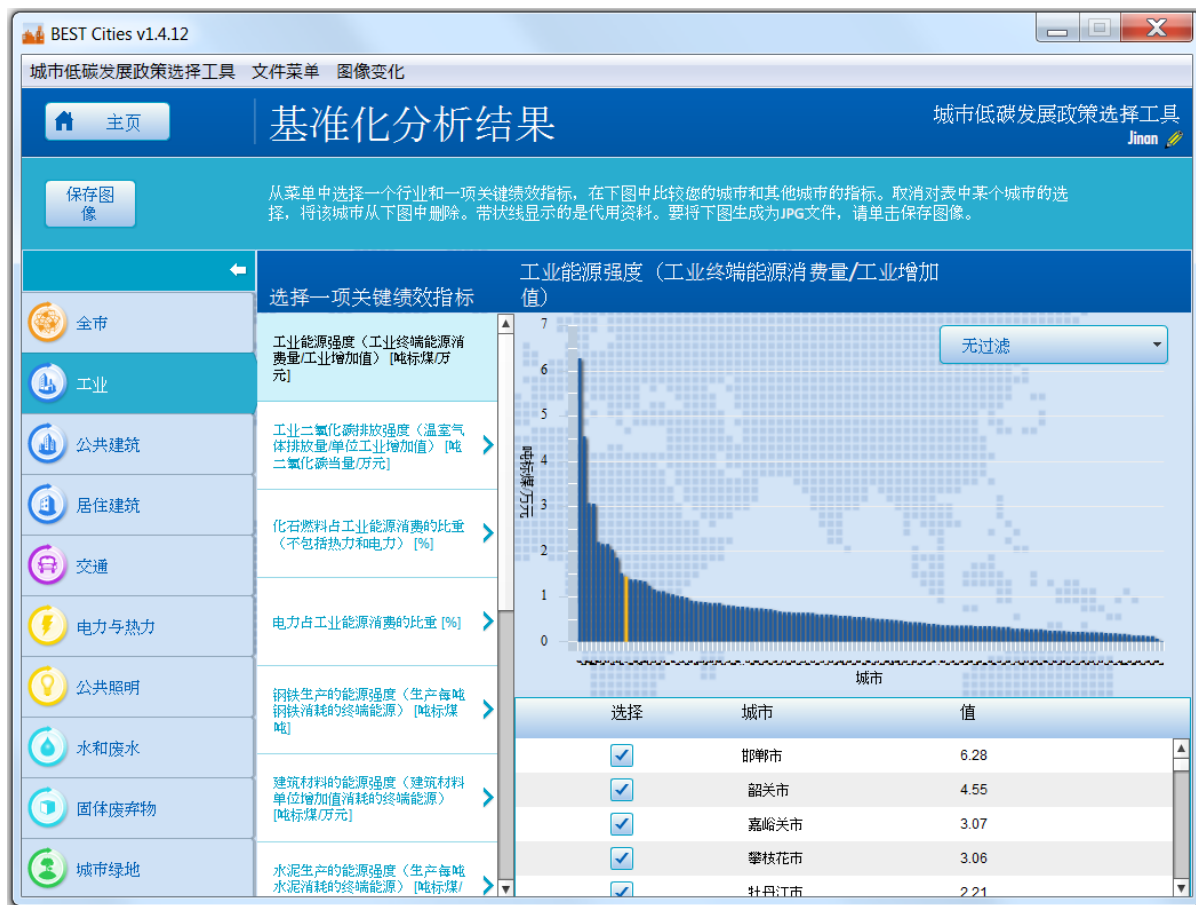 BEST Cities v1.4.12
城市低碳发展政策选择工具 文件菜单 图像变化
主页
基准化分析结果
城市低碳发展政策选择工具
Jinan
保存图
像
从菜单中选择一个行业和一项关键绩效指标，在下图中比较您的城市和其他城市的指标。取消对表中某个城市的选
择，将该城市从下图中删除。带状线显示的是代用资料。要将下图生成为JPG文件，请单击保存图像。
全市
工业
公共建筑
居住建筑
交通
电力与热力
公共照明
水和废水
固体废弃物
城市绿地
选择一项关键绩效指标
工业能源强度（工业终端能源消
费量/工业增加值）[吨标煤/万
元]
工业二氧化碳排放强度（温室气
体排放量/单位工业增加值）[吨
二氧化碳当量/万元]
化石燃料占工业能源消费的比重
（不包括热力和电力）[%]
电力占工业能源消费的比重 [%]
钢铁生产的能源强度（生产每吨
钢铁消耗的终端能源）[吨标煤/
吨]
建筑材料的能源强度（建筑材料
单位增加值消耗的终端能源）
[吨标煤/万元]
水泥生产的能源强度（生产每吨
水泥消耗的终端能源）[吨标煤/
工业能源强度（工业终端能源消费量/工业增加
值）
无过滤
7
6
5
4
3
2
1
0
吨标煤/万元
城市
选择 城市 值
邯郸市 6.28
韶关市 4.55
嘉峪关市 3.07
攀枝花市 3.06
牡丹江市 2.21